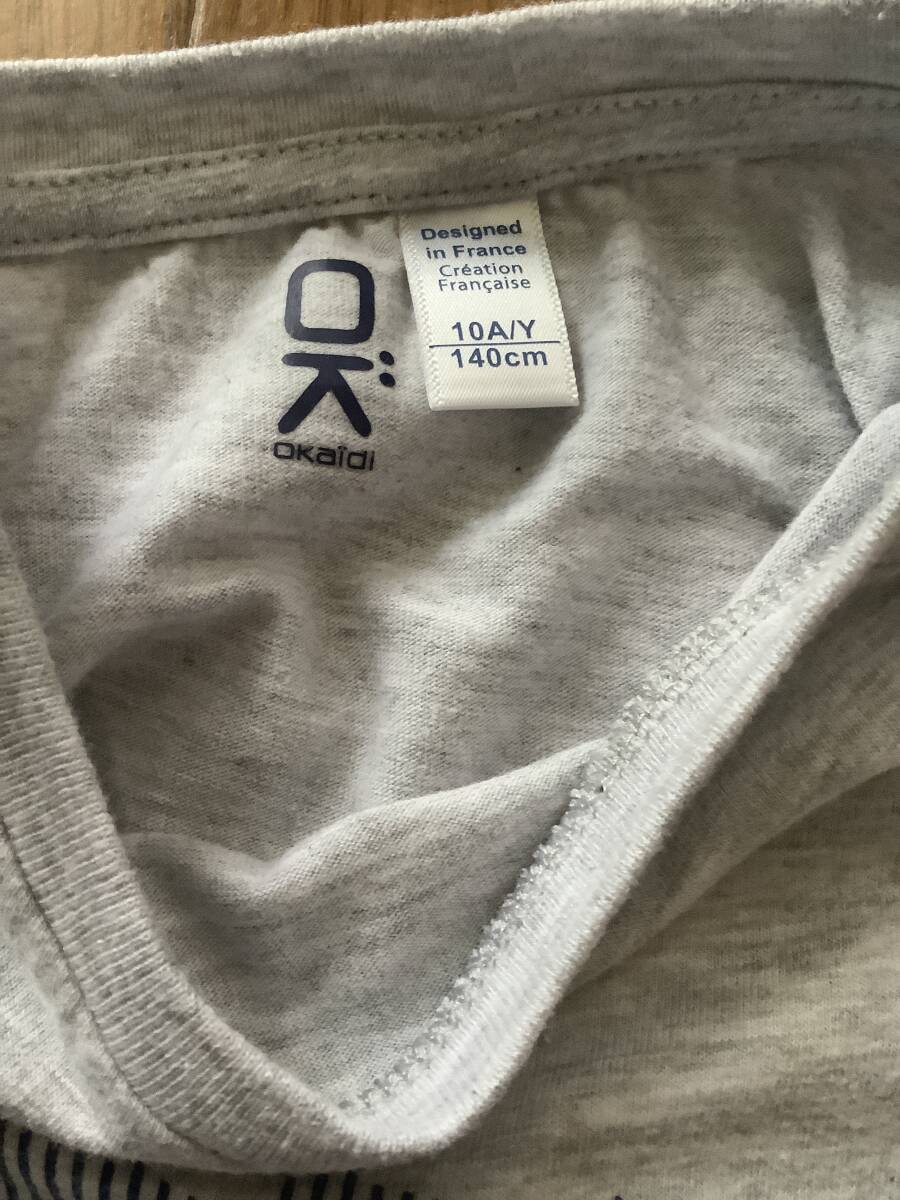 Designed
in France
Création
Française
10A/Y
140cm
OK
OKaïdi